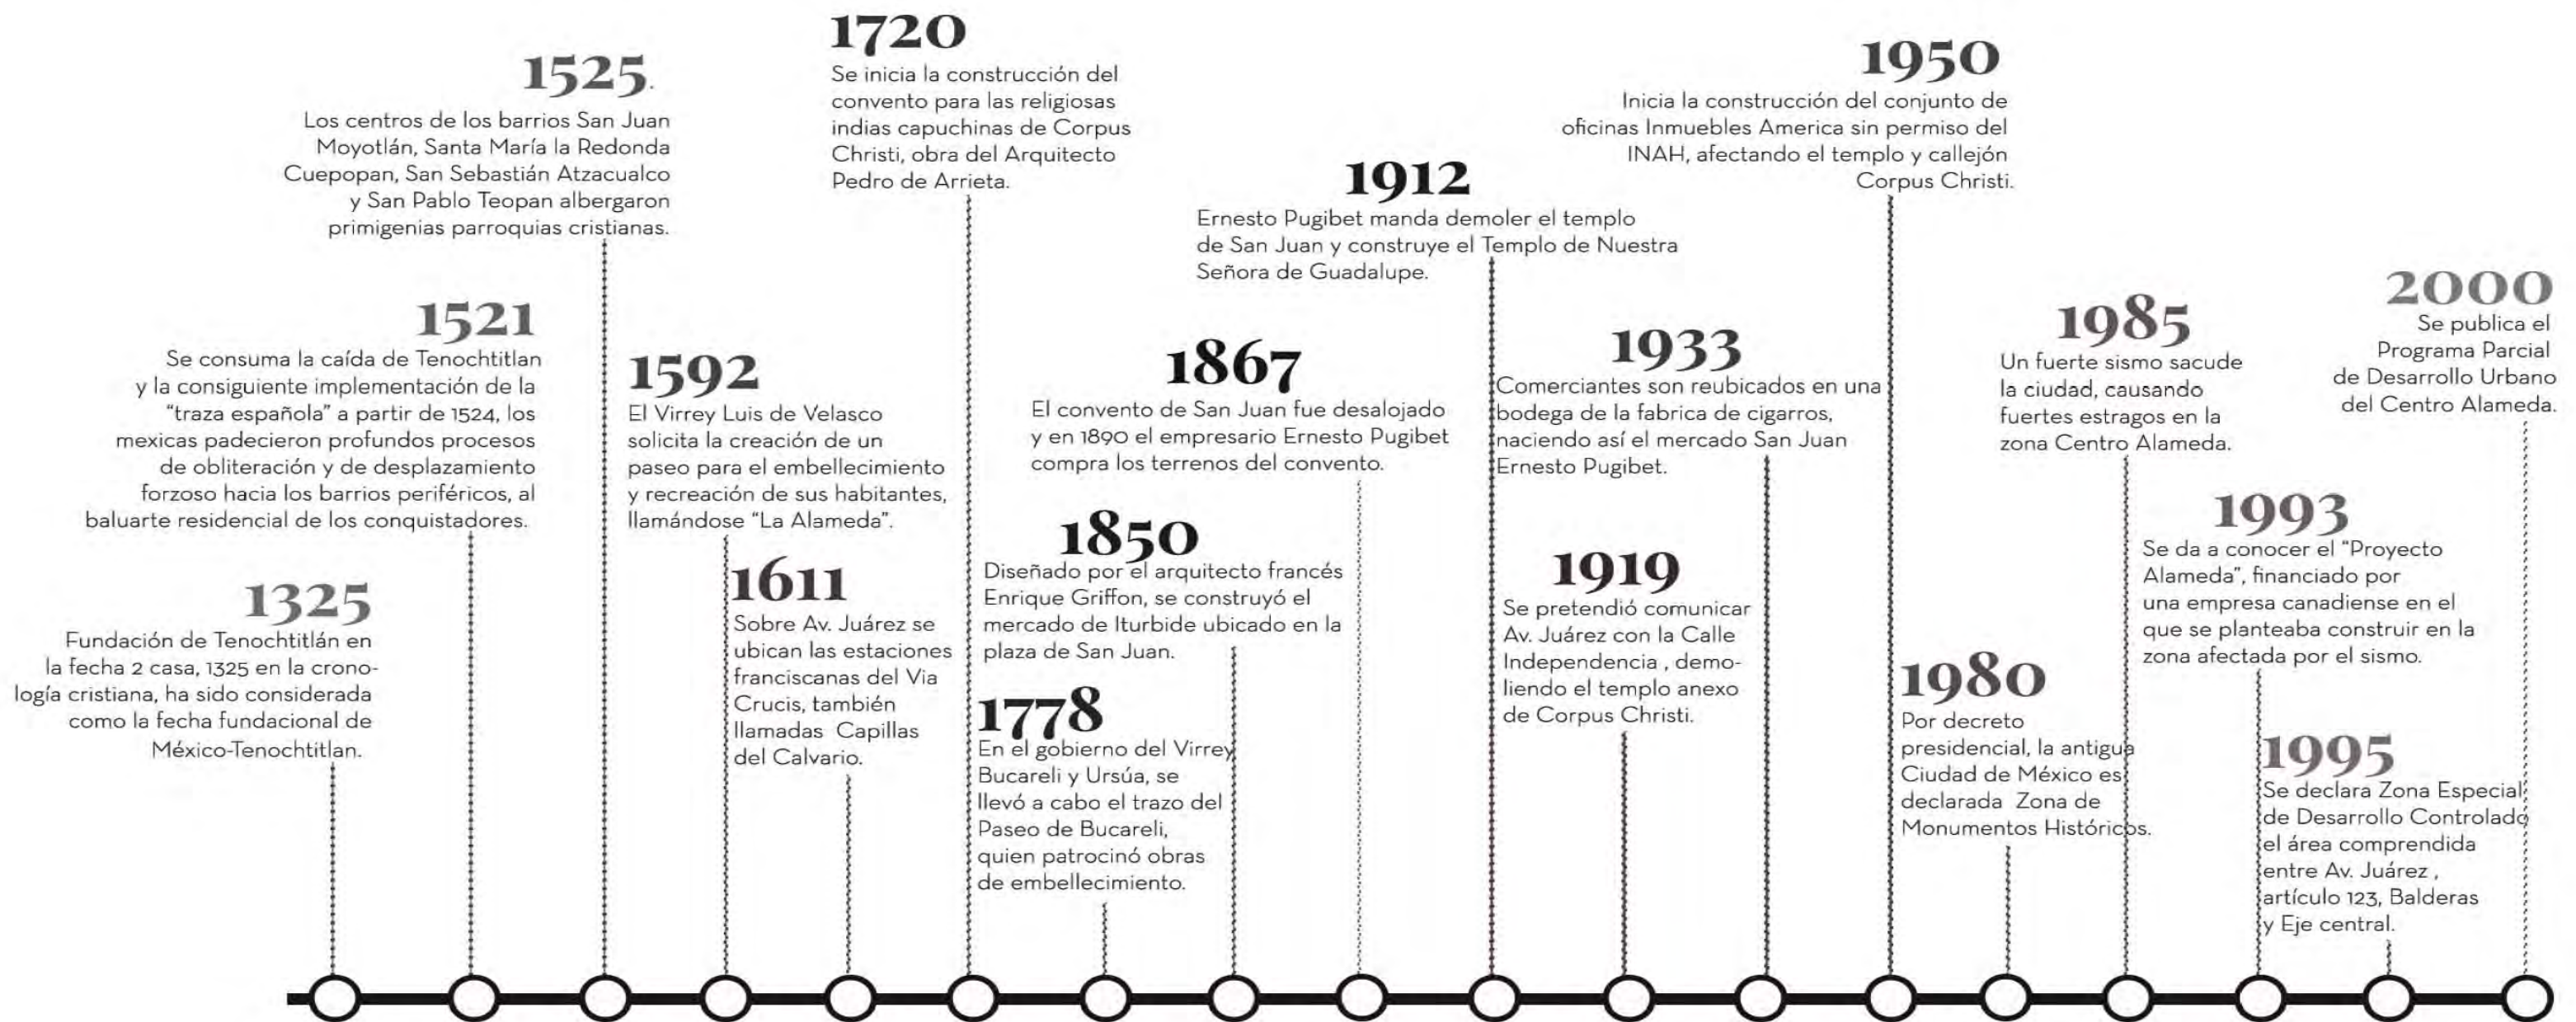 1325
Fundación de Tenochtitlán en
la fecha 2 casa, 1325 en la crono-
logía cristiana, ha sido considerada
como la fecha fundacional de
México-Tenochtitlan.
1521
Se consuma la caída de Tenochtitlan
y la consiguiente implementación de la
"traza española" a partir de 1524, los
mexicas padecieron profundos procesos
de obliteración y de desplazamiento
forzoso hacia los barrios periféricos, al
baluarte residencial de los conquistadores.
1525.
Los centros de los barrios San Juan
Moyotlán, Santa María la Redonda
Cuepopan, San Sebastián Atzacualco
y San Pablo Teopan albergaron
primigenias parroquias cristianas.
1592
El Virrey Luis de Velasco
solicita la creación de un
paseo para el embellecimiento
y recreación de sus habitantes,
llamándose "La Alameda".
1611
Sobre Av. Juárez se
ubican las estaciones
franciscanas del Via
Crucis, también
llamadas Capillas
del Calvario.
1720
Se inicia la construcción del
convento para las religiosas
indias capuchinas de Corpus
Christi, obra del Arquitecto
Pedro de Arrieta.
1778
En el gobierno del Virrey
Bucareli y Ursúa, se
llevó a cabo el trazo del
Paseo de Bucareli,
quien patrocinó obras
de embellecimiento.
1850
Diseñado por el arquitecto francés
Enrique Griffon, se construyó el
mercado de Iturbide ubicado en la
plaza de San Juan.
1867
El convento de San Juan fue desalojado
y en 1890 el empresario Ernesto Pugibet
compra los terrenos del convento.
1912
Ernesto Pugibet manda demoler el templo
de San Juan y construye el Templo de Nuestra
Señora de Guadalupe.
1919
Se pretendió comunicar
Av. Juárez con la Calle
Independencia , demo-
liendo el templo anexo
de Corpus Christi.
1933
Comerciantes son reubicados en una
bodega de la fabrica de cigarros,
naciendo así el mercado San Juan
Ernesto Pugibet.
1950
Inicia la construcción del conjunto de
oficinas Inmuebles America sin permiso del
INAH, afectando el templo y callejón
Corpus Christi.
1980
Por decreto
presidencial, la antigua
Ciudad de México es
declarada Zona de
Monumentos Históricos.
1985
Un fuerte sismo sacude
la ciudad, causando
fuertes estragos en la
zona Centro Alameda.
1993
Se da a conocer el "Proyecto
Alameda", financiado por
una empresa canadiense en el
que se planteaba construir en la
zona afectada por el sismo.
1995
Se declara Zona Especial
de Desarrollo Controlado
el área comprendida
entre Av. Juárez ,
artículo 123, Balderas
y Eje central.
2000
Se publica el
Programa Parcial
de Desarrollo Urbano
del Centro Alameda.